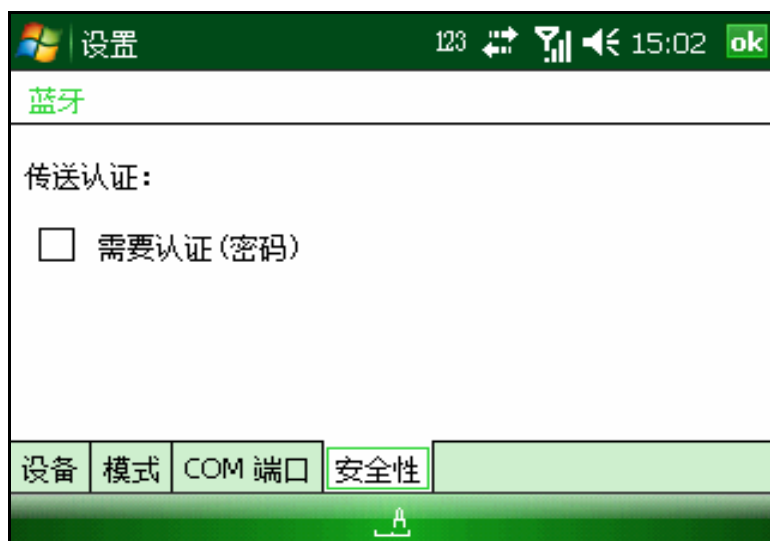 设置 123 15:02 ok
蓝牙
传送认证：
需要认证(密码)
设备 模式 COM 端口 安全性
A